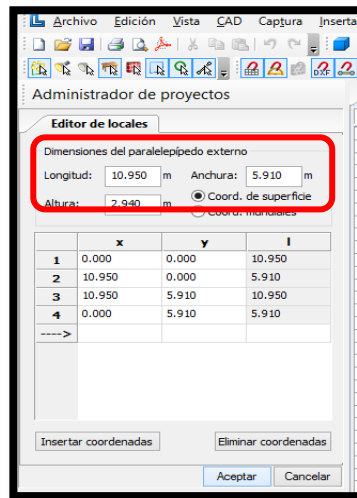 Archivo Edición Vista CAD Captura Inserta
Administrador de proyectos
Editor de locales
Dimensiones del paralelepípedo externo
Longitud: 10.950 m Anchura: 5.910 m
Altura: 2.940 m Coord. de superficie
Coord. mundiales
x y l
1 0.000 0.000 10.950
2 10.950 0.000 5.910
3 10.950 5.910 10.950
4 0.000 5.910 5.910
---->
Insertar coordenadas Eliminar coordenadas
Aceptar Cancelar